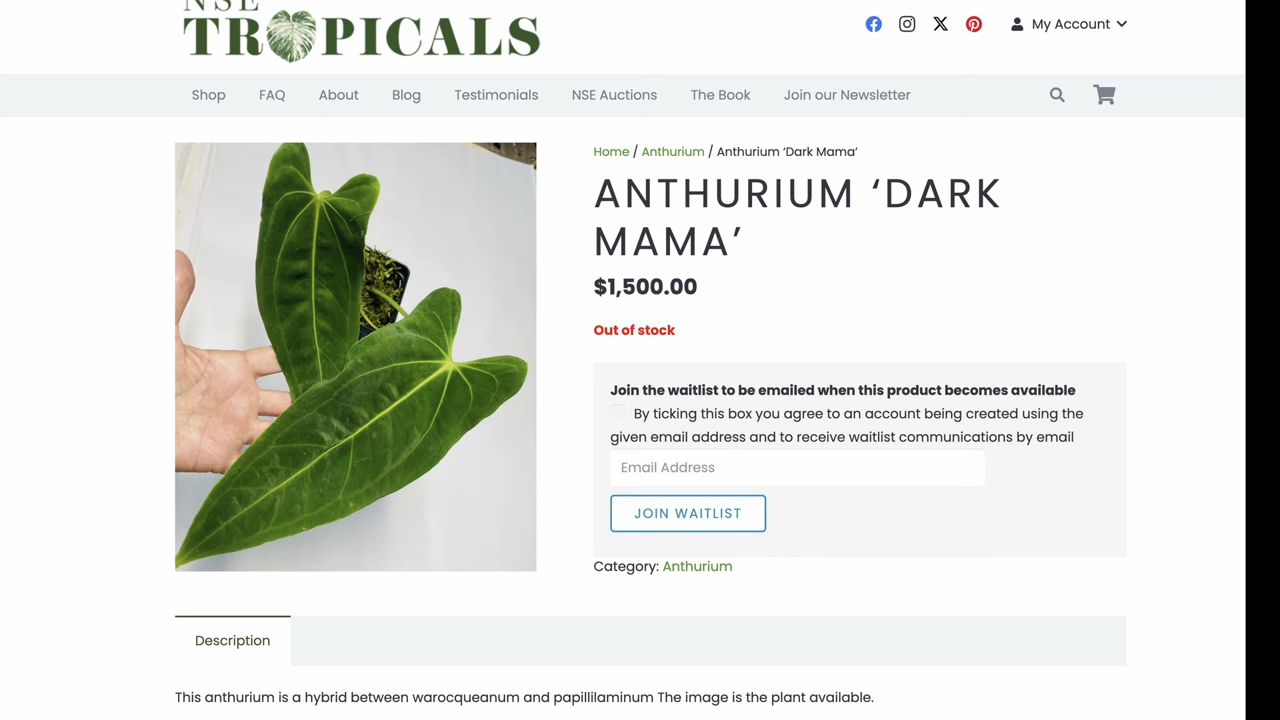 NSE
TROPICALS
My Account
Shop FAQ About Blog Testimonials NSE Auctions The Book Join our Newsletter
Home / Anthurium / Anthurium ‘Dark Mama’
ANTHURIUM ‘DARK
MAMA’
$1,500.00
Out of stock
Join the waitlist to be emailed when this product becomes available
By ticking this box you agree to an account being created using the
given email address and to receive waitlist communications by email
Email Address
JOIN WAITLIST
Category: Anthurium
Description
This anthurium is a hybrid between warocqueanum and papillilaminum The image is the plant available.